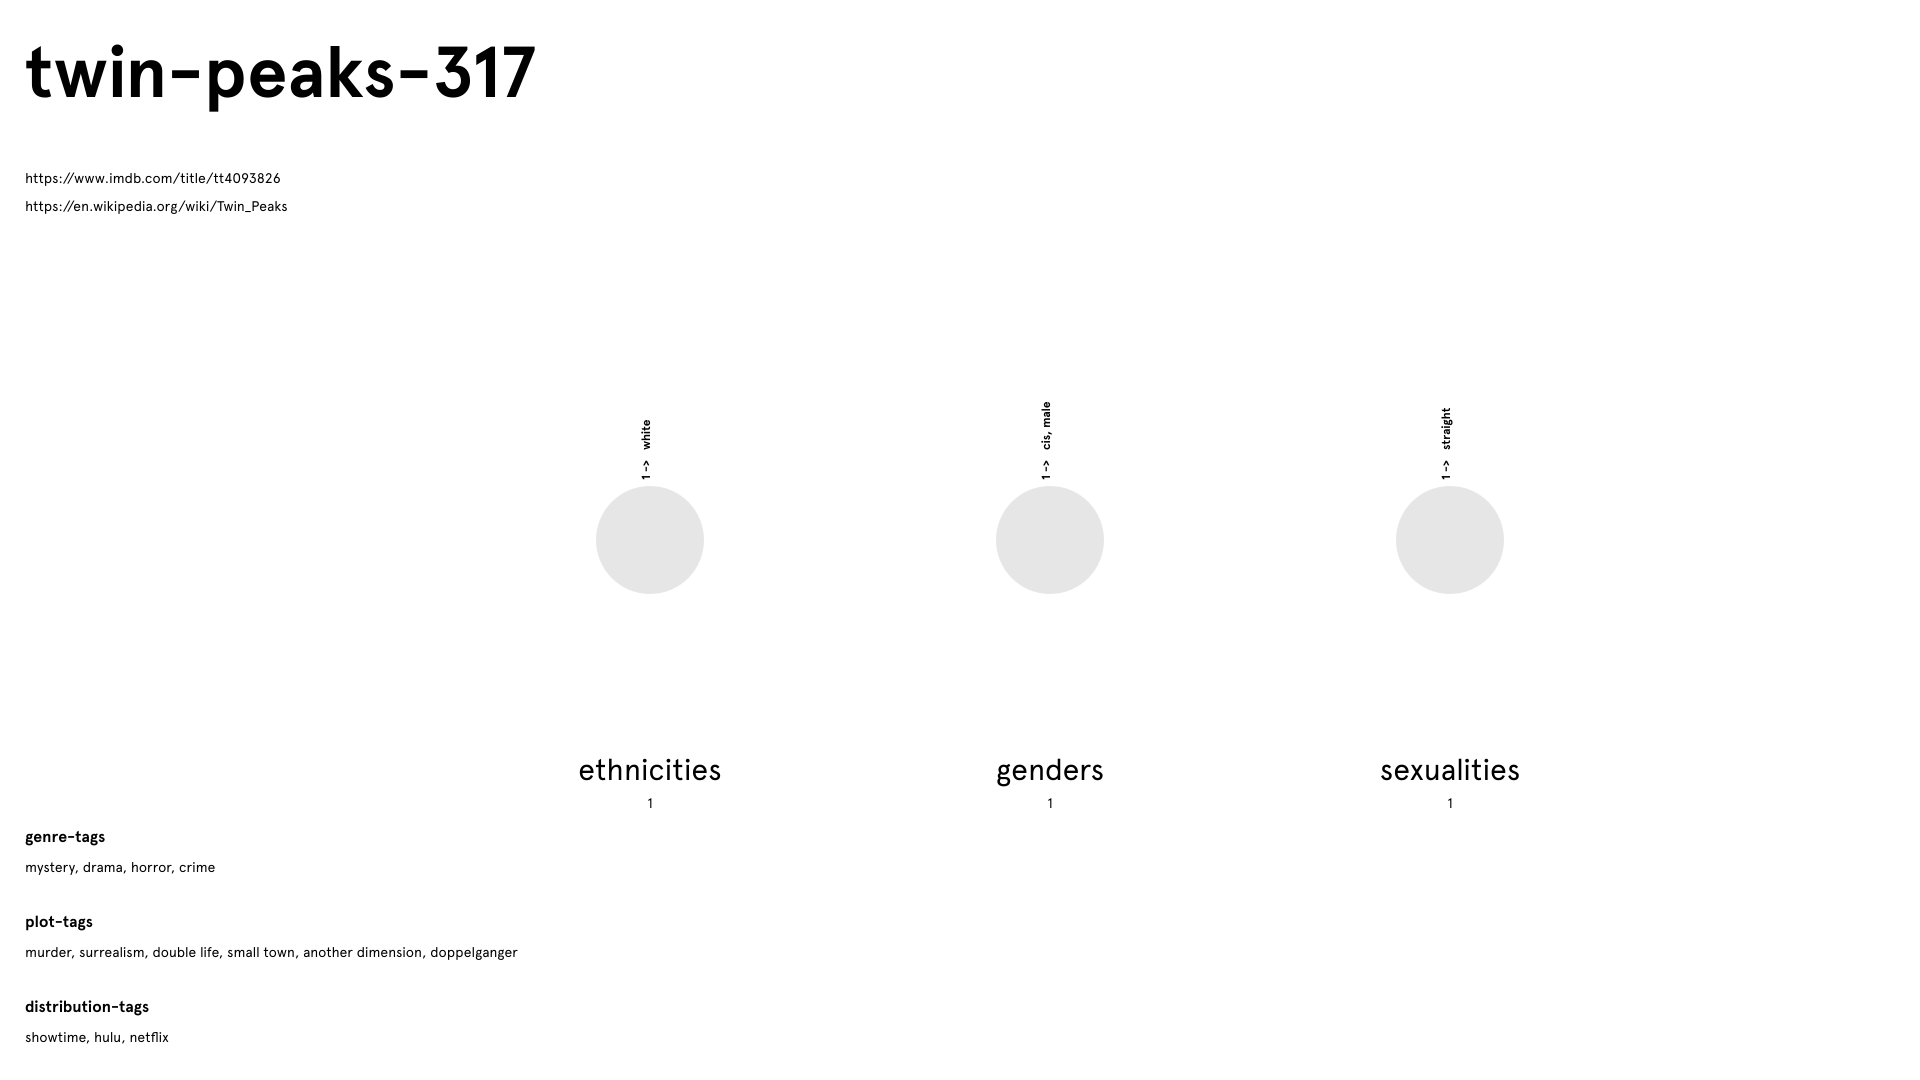 twin-peaks-317
https://www.imdb.com/title/tt4093826
https://en.wikipedia.org/wiki/Twin_Peaks
1 -> white
1 -> cis, male
1 -> straight
ethnicities
1
genders
1
sexualities
1
genre-tags
mystery, drama, horror, crime
plot-tags
murder, surrealism, double life, small town, another dimension, doppelganger
distribution-tags
showtime, hulu, netflix